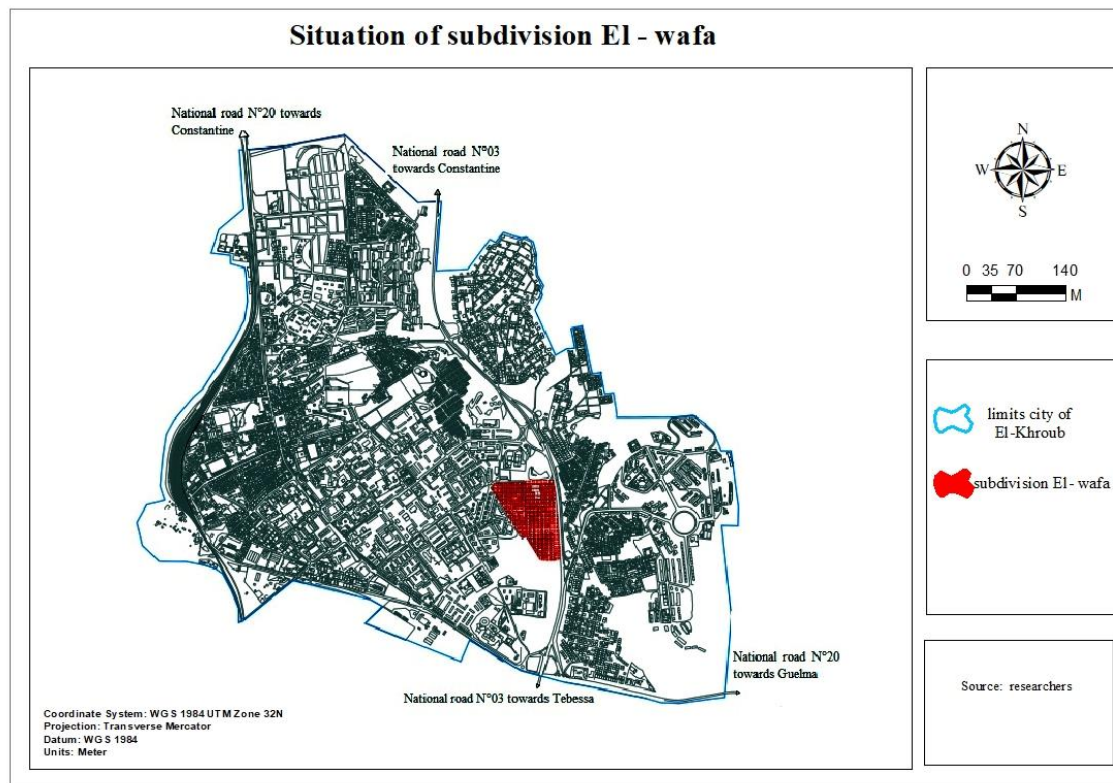 Situation of subdivision El - wafa
National road N°20 towards
Constantine
National road N°03
towards Constantine
National road N°20
towards Guelma
National road N°03 towards Tebessa
Coordinate System: WGS 1984 UTM Zone 32N
Projection: Transverse Mercator
Datum: WGS 1984
Units: Meter
N
W E
S
0 35 70 140
M
limits city of
El-Khroub
subdivision El - wafa
Source: researchers